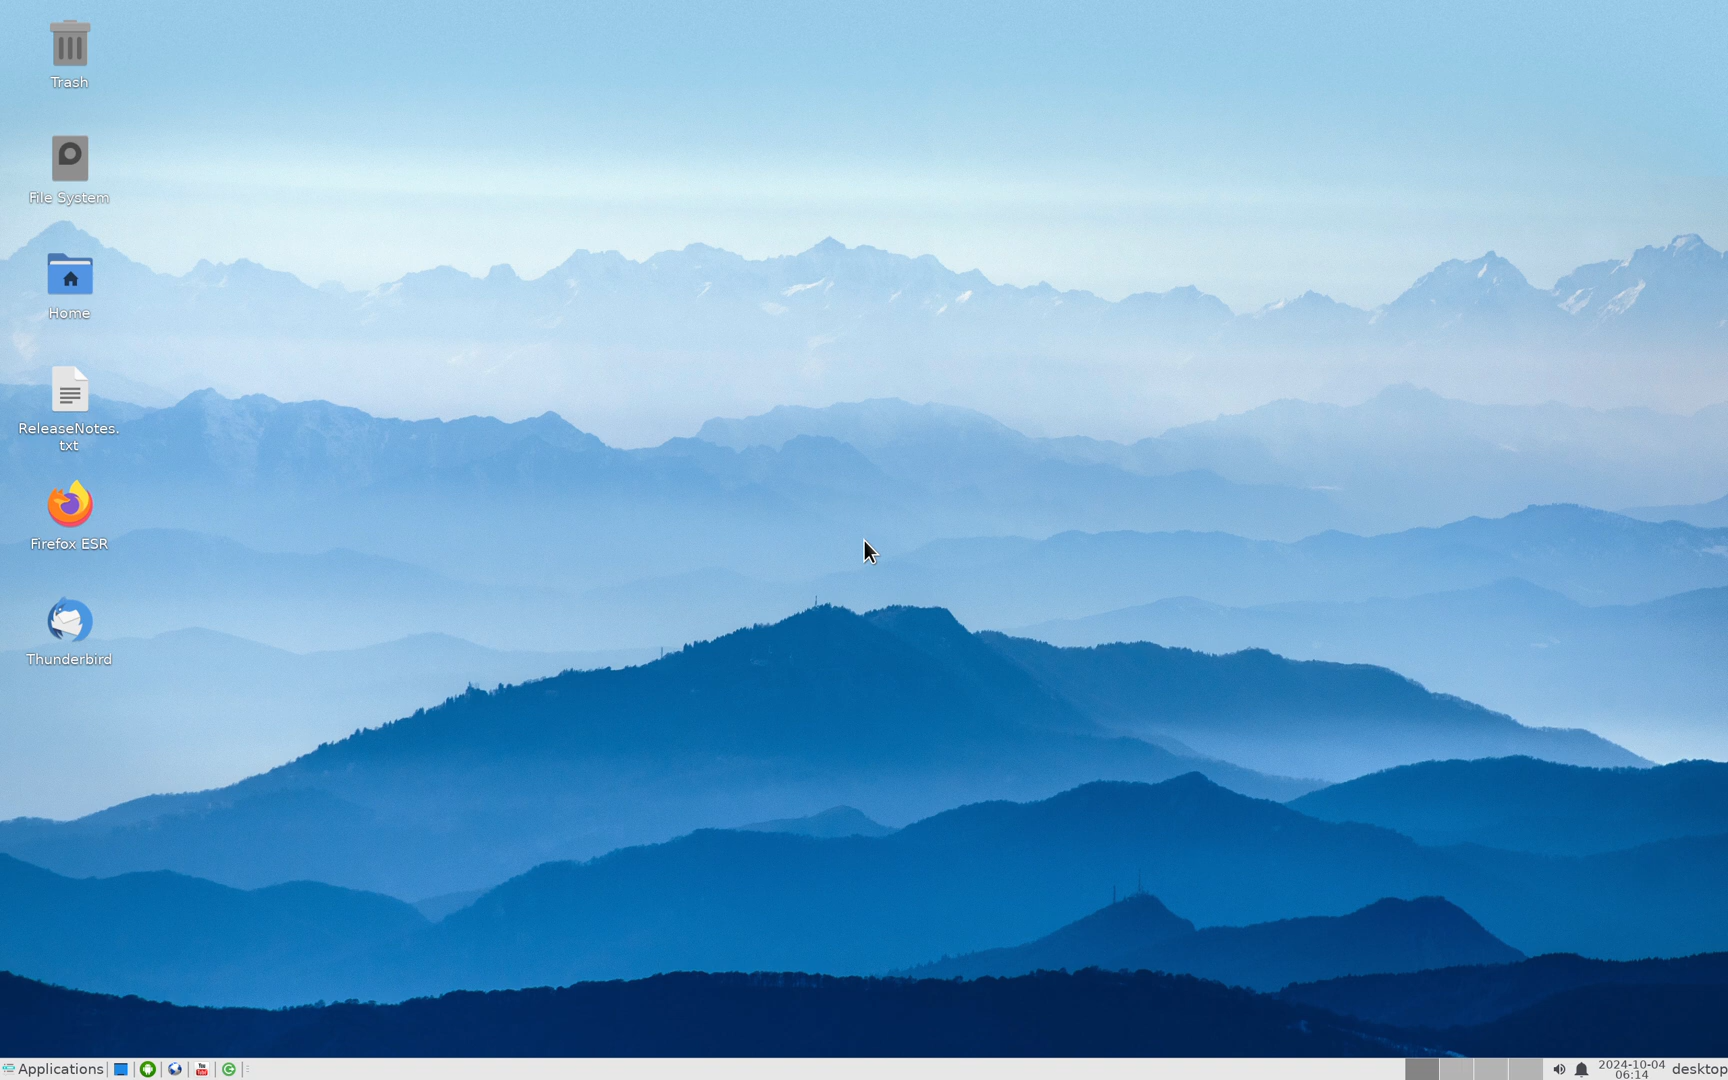 Trash
File System
Home
ReleaseNotes.
txt
Firefox ESR
Thunderbird
Applications
2024-10-04
06:14
desktop